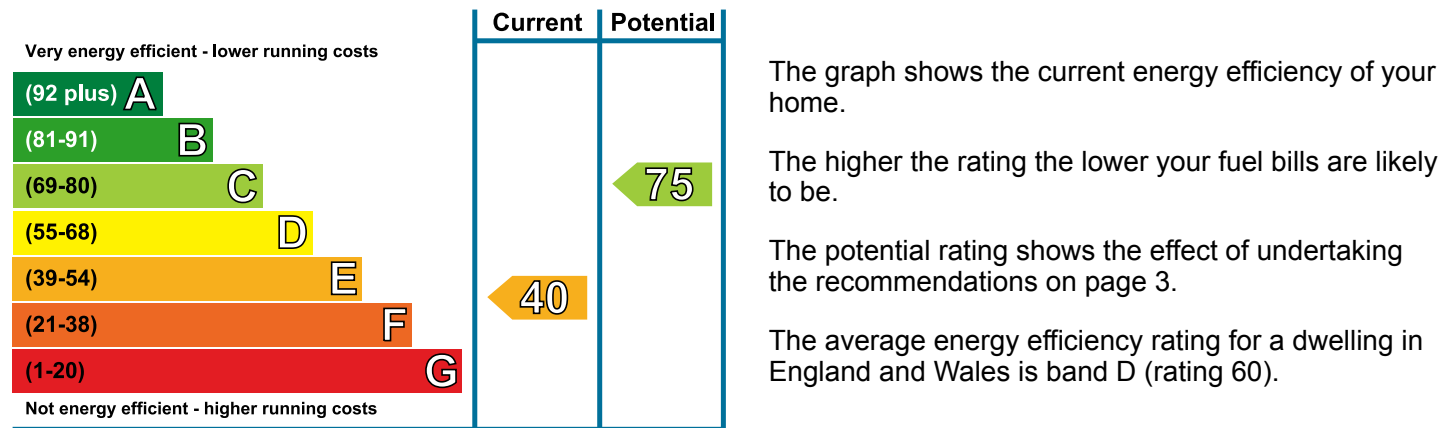 Current Potential
Very energy efficient - lower running costs
(92 plus) A
(81-91) B
(69-80) C
75
(55-68) D
(39-54) E
40
(21-38) F
(1-20) G
Not energy efficient - higher running costs
The graph shows the current energy efficiency of your
home.
The higher the rating the lower your fuel bills are likely
to be.
The potential rating shows the effect of undertaking
the recommendations on page 3.
The average energy efficiency rating for a dwelling in
England and Wales is band D (rating 60).